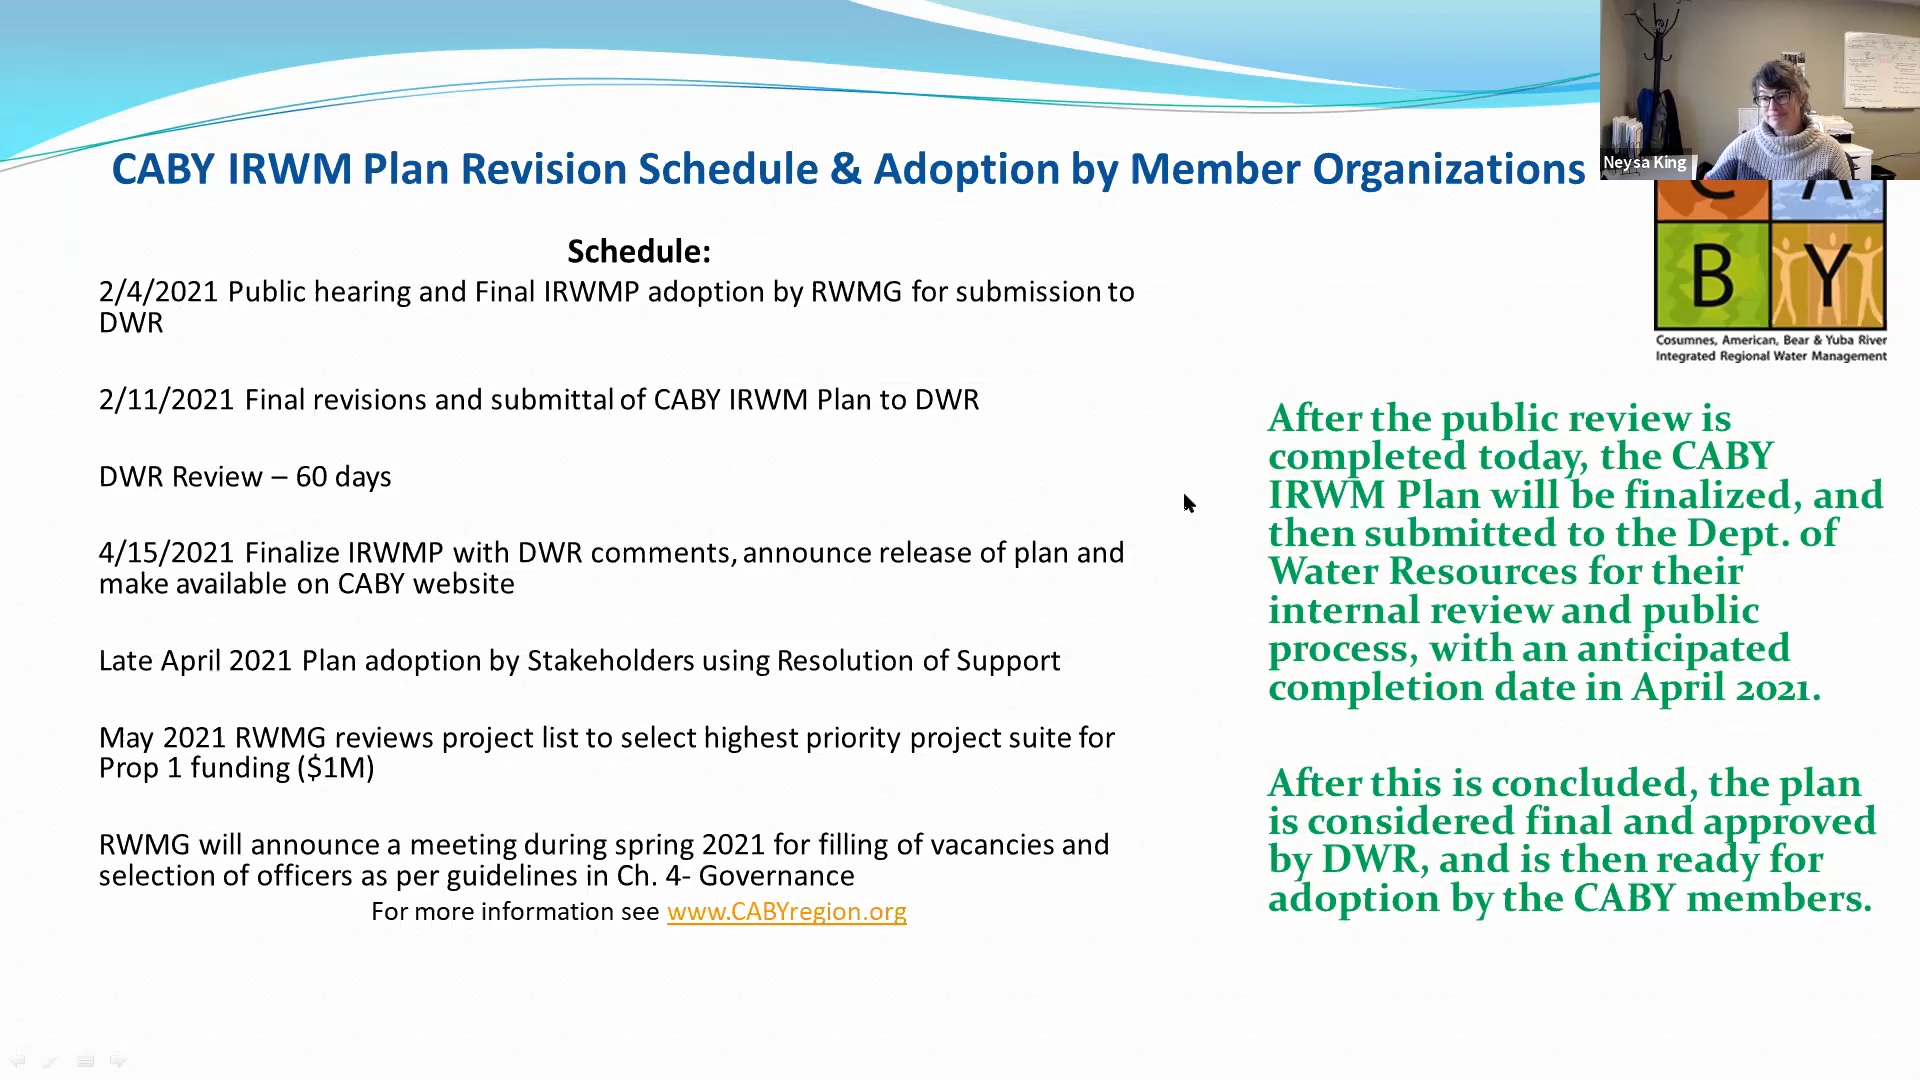 CABY IRWM Plan Revision Schedule & Adoption by Member Organizations
Neysa King
C A
B Y
Cosumnes, American, Bear & Yuba River
Integrated Regional Water Management
Schedule:
2/4/2021 Public hearing and Final IRWMP adoption by RWMG for submission to
DWR
2/11/2021 Final revisions and submittal of CABY IRWM Plan to DWR
DWR Review – 60 days
4/15/2021 Finalize IRWMP with DWR comments, announce release of plan and
make available on CABY website
Late April 2021 Plan adoption by Stakeholders using Resolution of Support
May 2021 RWMG reviews project list to select highest priority project suite for
Prop 1 funding ($1M)
RWMG will announce a meeting during spring 2021 for filling of vacancies and
selection of officers as per guidelines in Ch. 4- Governance
For more information see www.CABYregion.org
After the public review is
completed today, the CABY
IRWM Plan will be finalized, and
then submitted to the Dept. of
Water Resources for their
internal review and public
process, with an anticipated
completion date in April 2021.
After this is concluded, the plan
is considered final and approved
by DWR, and is then ready for
adoption by the CABY members.